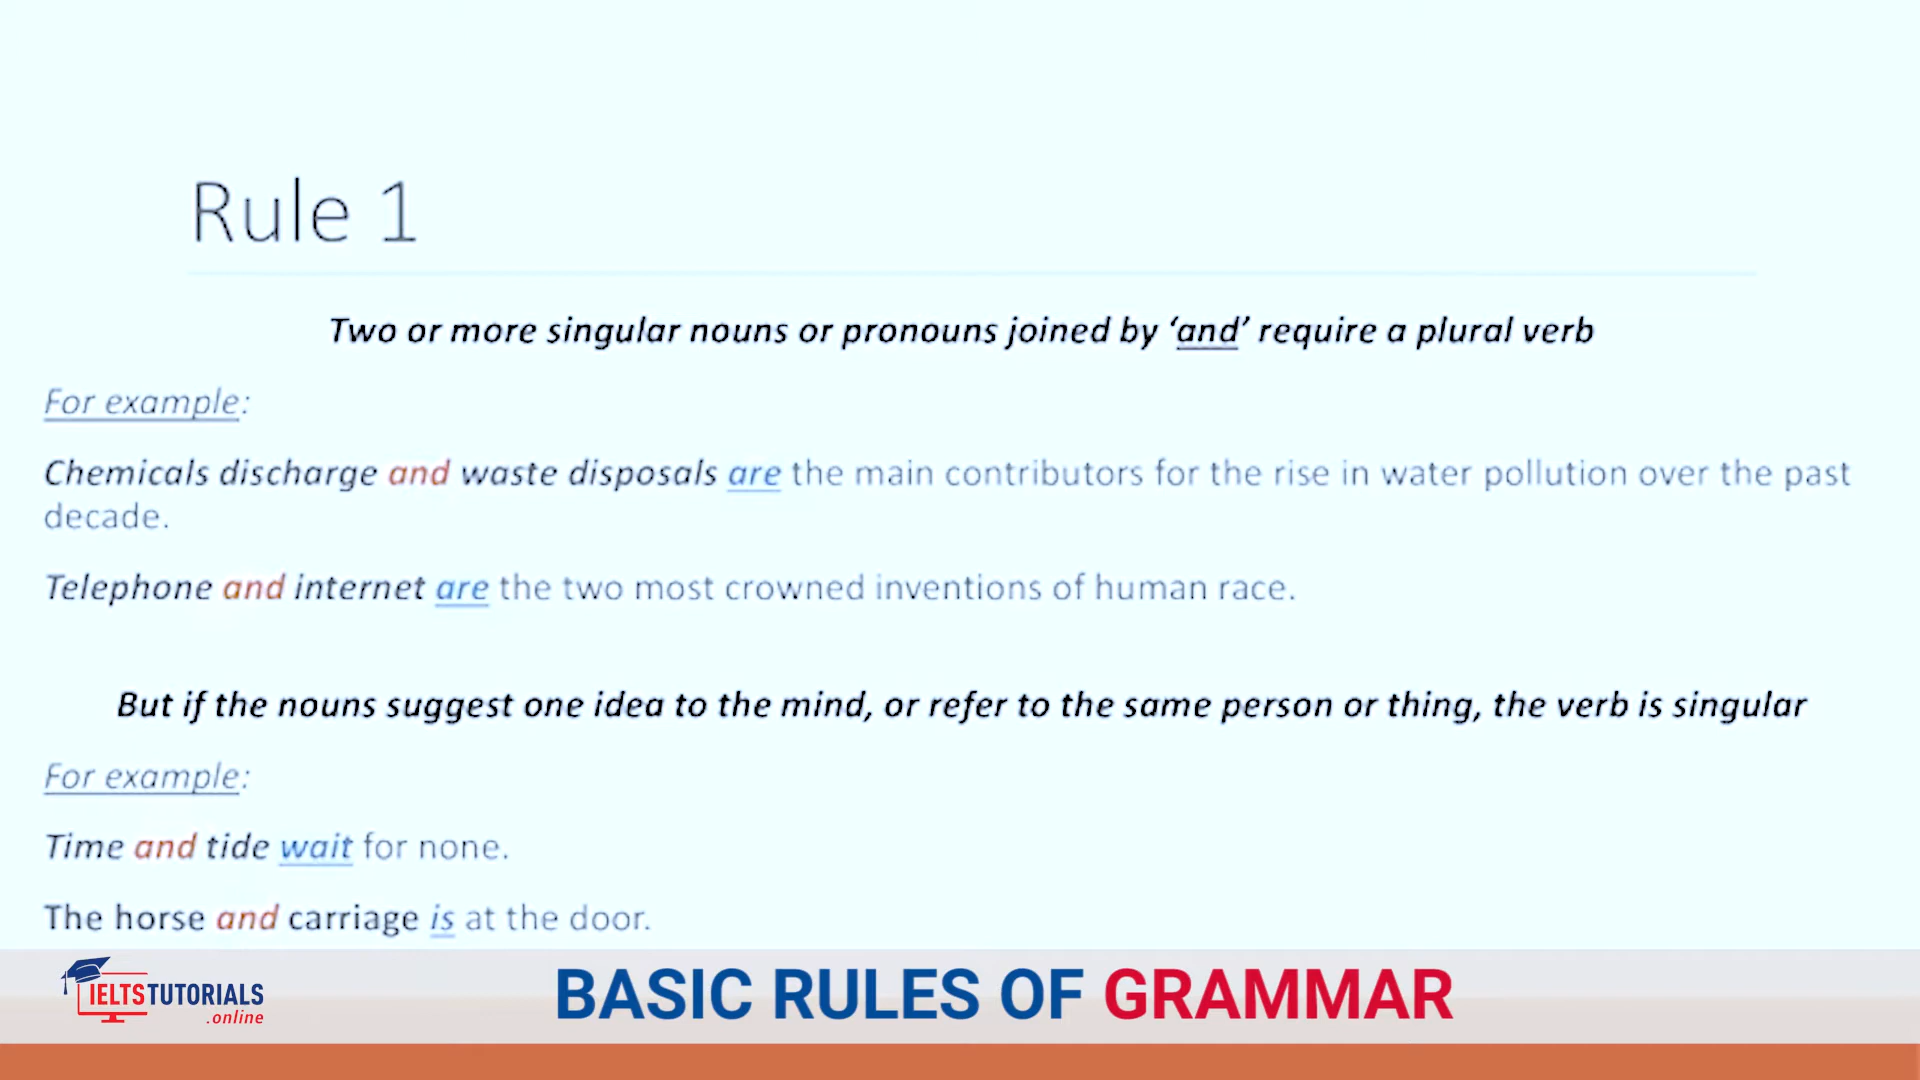 Rule 1
Two or more singular nouns or pronouns joined by ‘and’ require a plural verb
For example:
Chemicals discharge and waste disposals are the main contributors for the rise in water pollution over the past
decade.
Telephone and internet are the two most crowned inventions of human race.
But if the nouns suggest one idea to the mind, or refer to the same person or thing, the verb is singular
For example:
Time and tide wait for none.
The horse and carriage is at the door.
IELTSTUTORIALS
.online
BASIC RULES OF GRAMMAR